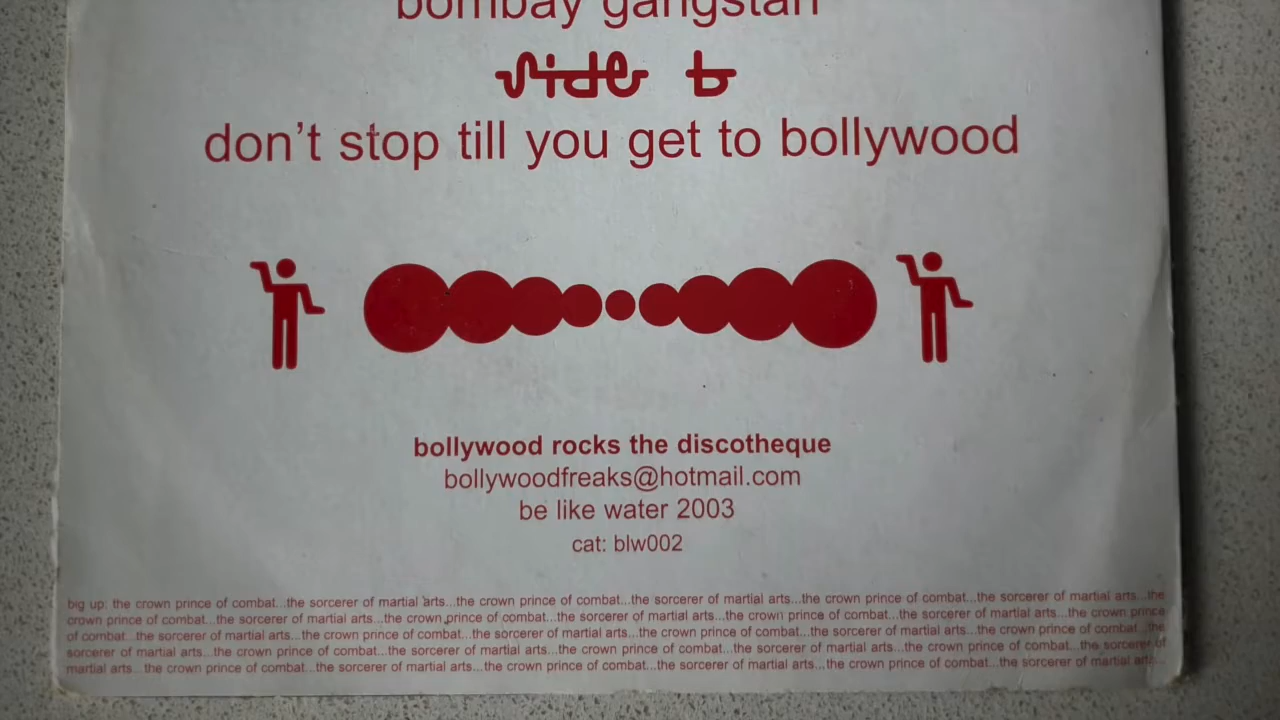 bombay gangstah
side b
don't stop till you get to bollywood
bollywood rocks the discotheque
bollywoodfreaks@hotmail.com
be like water 2003
cat: blw002
big up: the crown prince of combat...the sorcerer of martial arts...the crown prince of combat...the sorcerer of martial arts...the crown prince of combat...the sorcerer of martial arts...the
crown prince of combat...the sorcerer of martial arts...the crown prince of combat...the sorcerer of martial arts...the crown prince of combat...the sorcerer of martial arts...the crown prince
of combat...the sorcerer of martial arts...the crown prince of combat...the sorcerer of martial arts...the crown prince of combat...the sorcerer of martial arts...the crown prince of combat...the
sorcerer of martial arts...the crown prince of combat...the sorcerer of martial arts...the crown prince of combat...the sorcerer of martial arts...the crown prince of combat...the sorcerer of
martial arts...the crown prince of combat...the sorcerer of martial arts...the crown prince of combat...the sorcerer of martial arts...the crown prince of combat...the sorcerer of martial arts...